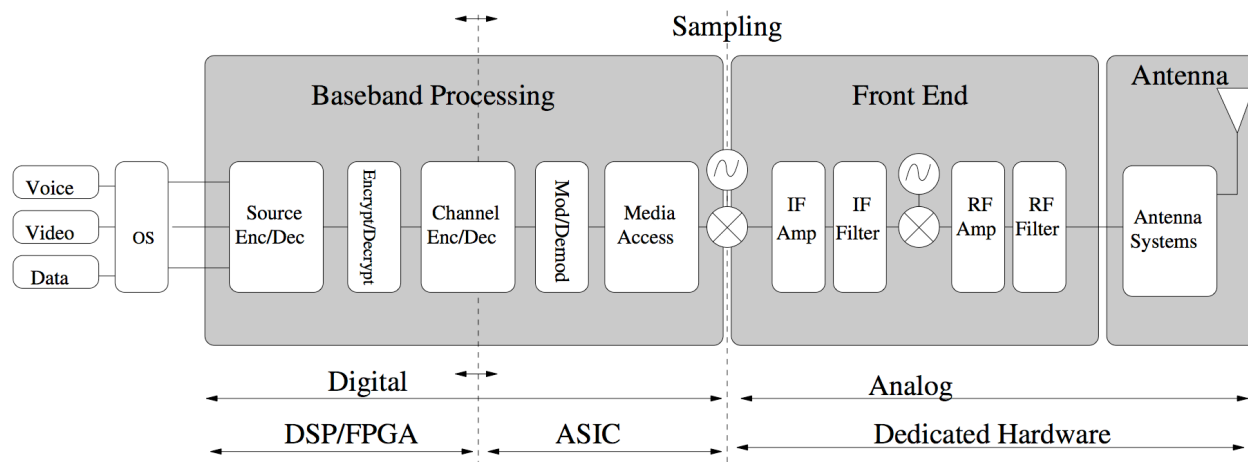 Sampling
Baseband Processing
Front End
Antenna
Voice
Video
Data
OS
Source
Enc/Dec
Encrypt/Decrypt
Channel
Enc/Dec
Mod/Demod
Media
Access
IF
Amp
IF
Filter
RF
Amp
RF
Filter
Antenna
Systems
Digital
Analog
DSP/FPGA
ASIC
Dedicated Hardware